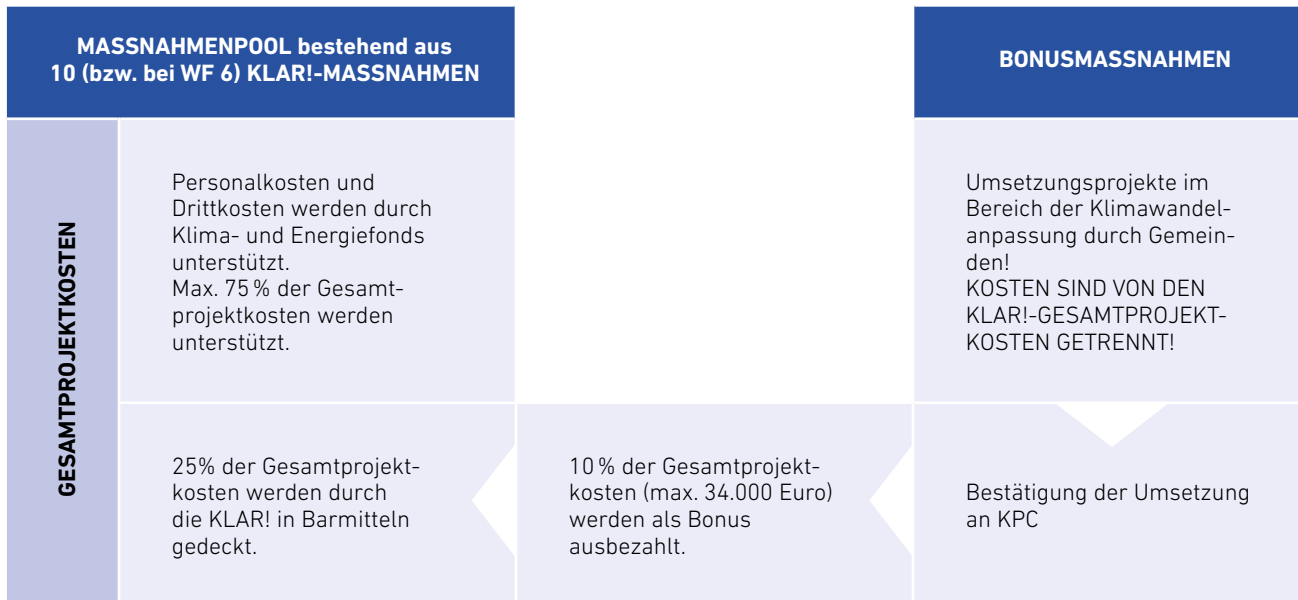 MASSNAHMENPOOL bestehend aus
10 (bzw. bei WF 6) KLAR!-MASSNAHMEN
BONUSMASSNAHMEN
GESAMTPROJEKTKOSTEN
Personalkosten und
Drittkosten werden durch
Klima- und Energiefonds
unterstützt.
Max. 75 % der Gesamt-
projektkosten werden
unterstützt.
Umsetzungsprojekte im
Bereich der Klimawandel-
anpassung durch Gemein-
den!
KOSTEN SIND VON DEN
KLAR!-GESAMTPROJEKT-
KOSTEN GETRENNT!
25% der Gesamtprojekt-
kosten werden durch
die KLAR! in Barmitteln
gedeckt.
10 % der Gesamtprojekt-
kosten (max. 34.000 Euro)
werden als Bonus
ausbezahlt.
Bestätigung der Umsetzung
an KPC